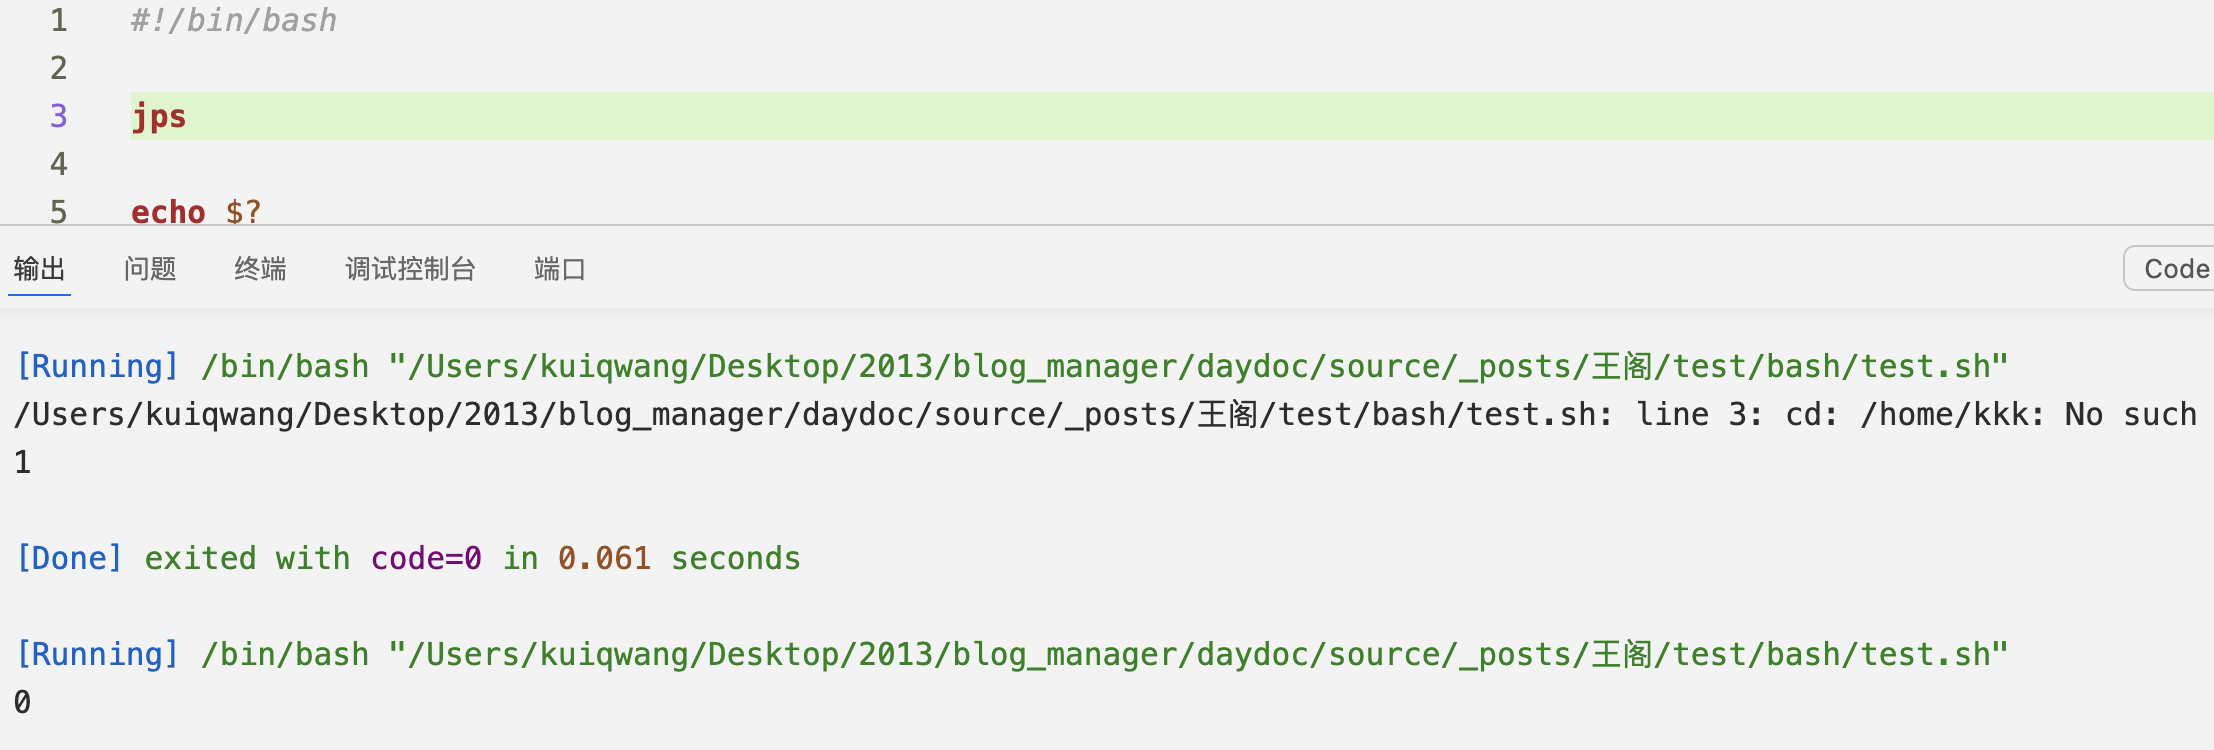 1 #!/bin/bash
2
3 jps
4
5 echo $?
输出 问题 终端 调试控制台 端口 Code
[Running] /bin/bash "/Users/kuiqwang/Desktop/2013/blog_manager/daydoc/source/_posts/王阁/test/bash/test.sh"
/Users/kuiqwang/Desktop/2013/blog_manager/daydoc/source/_posts/王阁/test/bash/test.sh: line 3: cd: /home/kkk: No such
1
[Done] exited with code=0 in 0.061 seconds
[Running] /bin/bash "/Users/kuiqwang/Desktop/2013/blog_manager/daydoc/source/_posts/王阁/test/bash/test.sh"
0